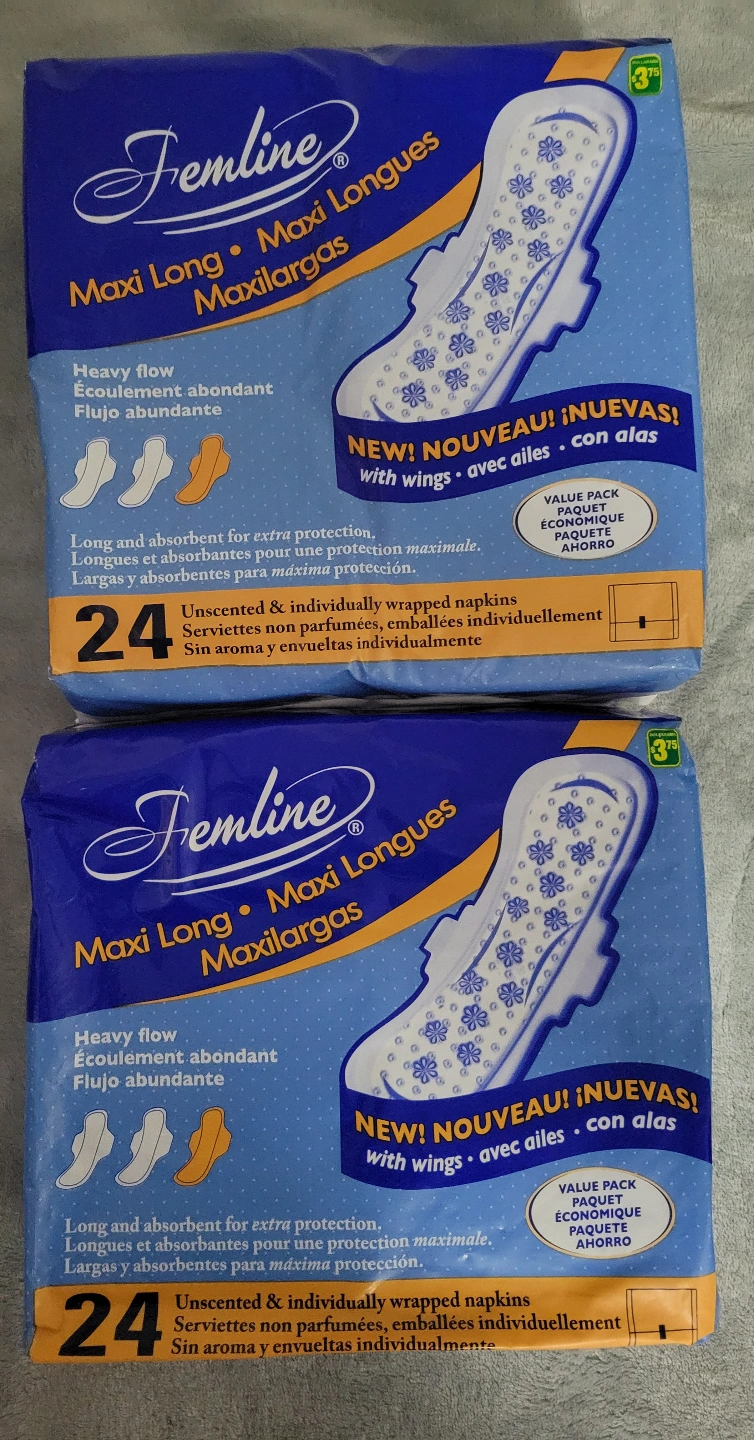 $3.75
Femline®
Maxi Long • Maxi Longues
Maxilargas
Heavy flow
Écoulement abondant
Flujo abundante
NEW! NOUVEAU! ¡NUEVAS!
with wings • avec ailes • con alas
VALUE PACK
PAQUET
ÉCONOMIQUE
PAQUETE
AHORRO
Long and absorbent for extra protection.
Longues et absorbantes pour une protection maximale.
Largas y absorbentes para máxima protección.
24
Unscented & individually wrapped napkins
Serviettes non parfumées, emballées individuellement
Sin aroma y envueltas individualmente
$3.75
Femline®
Maxi Long • Maxi Longues
Maxilargas
Heavy flow
Écoulement abondant
Flujo abundante
NEW! NOUVEAU! ¡NUEVAS!
with wings • avec ailes • con alas
VALUE PACK
PAQUET
ÉCONOMIQUE
PAQUETE
AHORRO
Long and absorbent for extra protection.
Longues et absorbantes pour une protection maximale.
Largas y absorbentes para máxima protección.
24
Unscented & individually wrapped napkins
Serviettes non parfumées, emballées individuellement
Sin aroma y envueltas individualmente